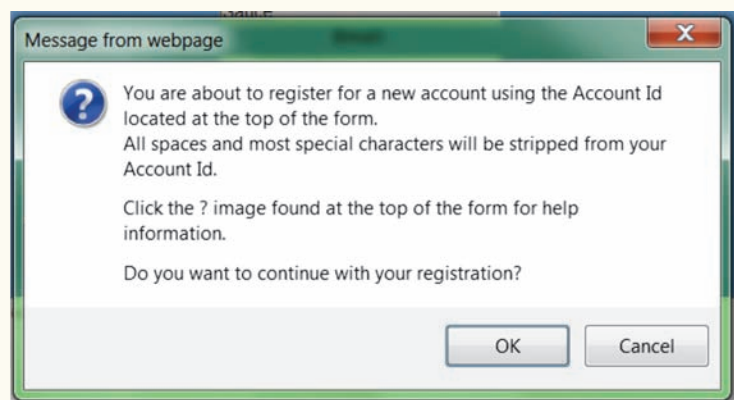 Message from webpage
X
You are about to register for a new account using the Account Id
located at the top of the form.
All spaces and most special characters will be stripped from your
Account Id.
Click the ? image found at the top of the form for help
information.
Do you want to continue with your registration?
OK
Cancel